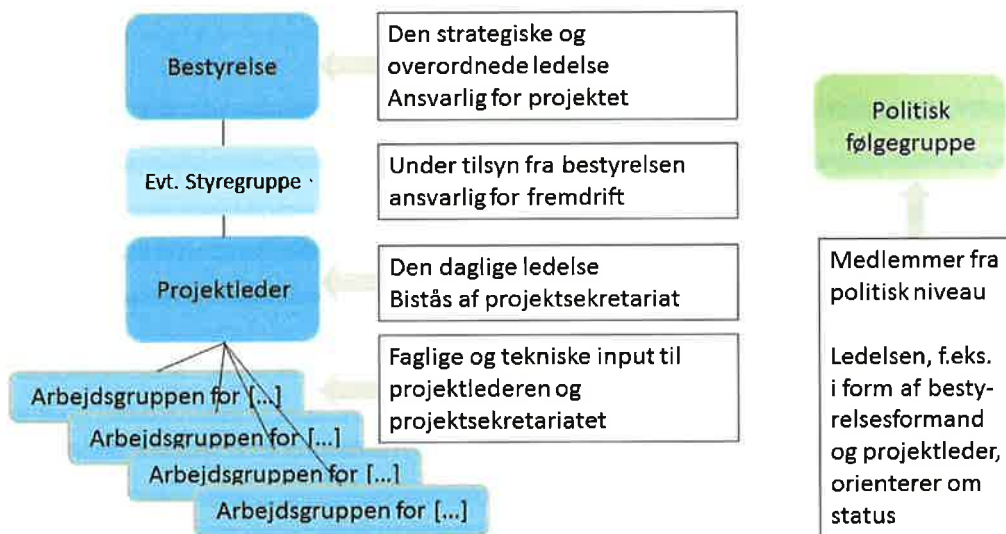 Bestyrelse
Den strategiske og
overordnede ledelse
Ansvarlig for projektet
Evt. Styregruppe
Under tilsyn fra bestyrelsen
ansvarlig for fremdrift
Projektleder
Den daglige ledelse
Bistås af projektsekretariat
Faglige og tekniske input til
projektlederen og
projektsekretariatet
Arbejdsgruppen for [...]
Arbejdsgruppen for [...]
Arbejdsgruppen for [...]
Arbejdsgruppen for [...]
Politisk
følgegruppe
Medlemmer fra
politisk niveau
Ledelsen, f.eks.
i form af besty-
relsesformand
og projektleder,
orienterer om
status